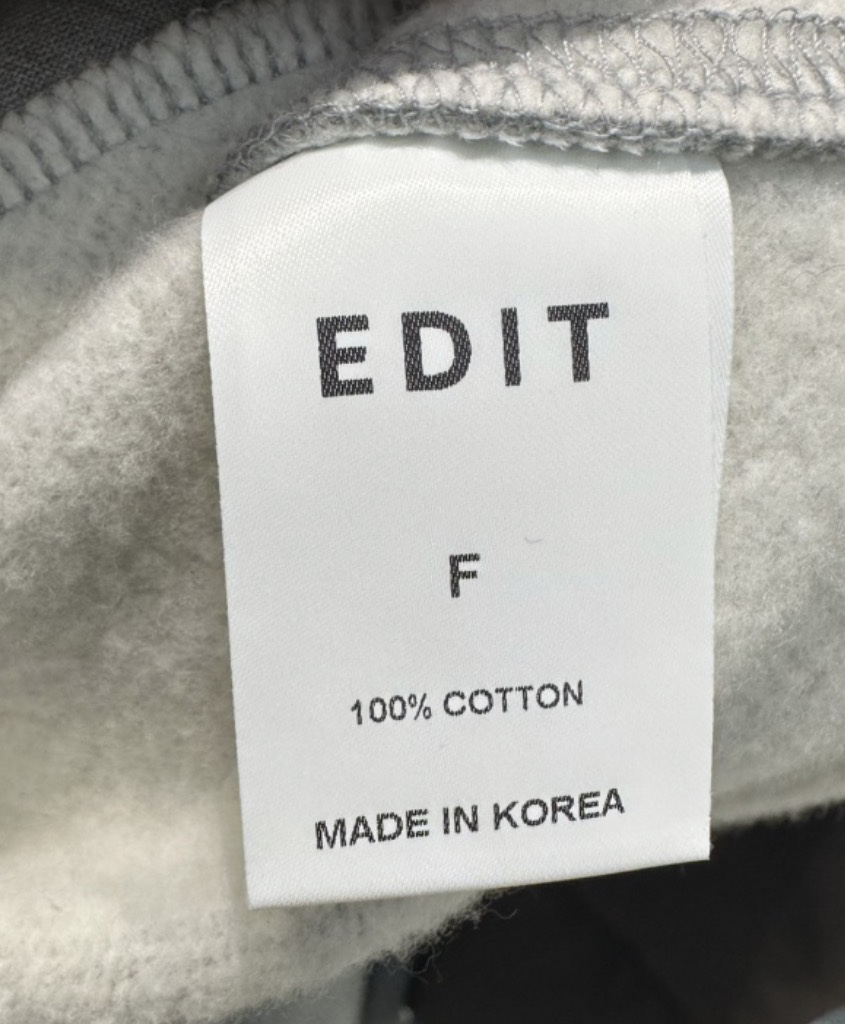 EDIT
F
100% COTTON
MADE IN KOREA